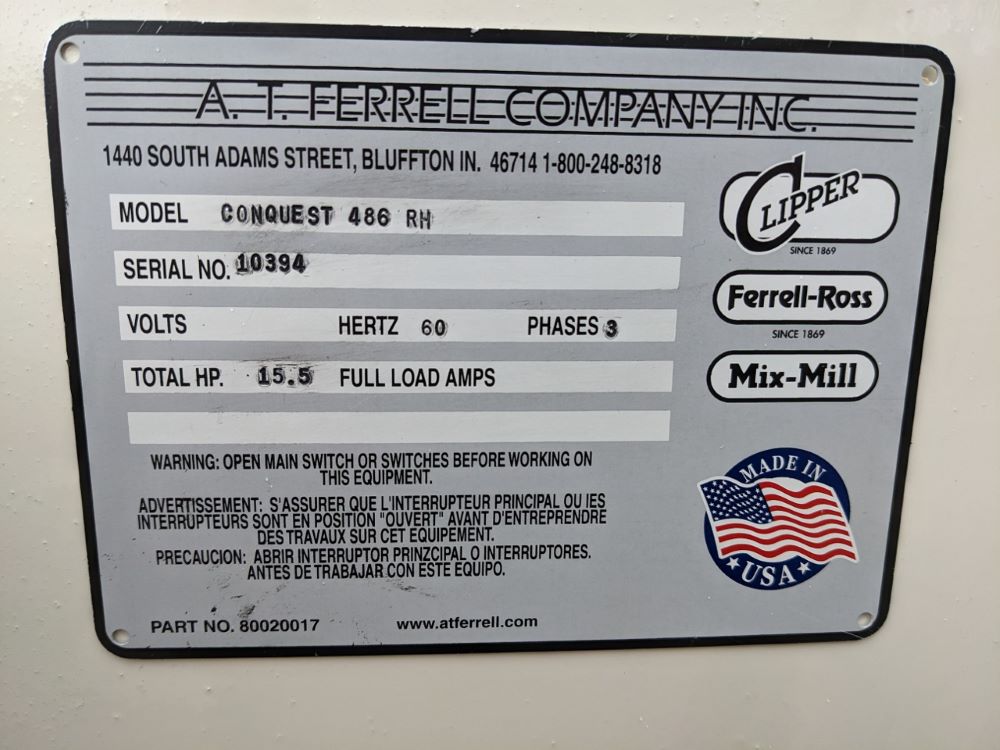 A. T. FERRELL COMPANY INC.
1440 SOUTH ADAMS STREET, BLUFFTON IN. 46714 1-800-248-8318
MODEL CONQUEST 486 RH
SERIAL NO. 10394
VOLTS HERTZ 60 PHASES 3
TOTAL HP. 15.5 FULL LOAD AMPS
CLIPPER
SINCE 1869
Ferrell-Ross
SINCE 1869
Mix-Mill
WARNING: OPEN MAIN SWITCH OR SWITCHES BEFORE WORKING ON
THIS EQUIPMENT.
ADVERTISSEMENT: S'ASSURER QUE L'INTERRUPTEUR PRINCIPAL OU IES
INTERRUPTEURS SONT EN POSITION "OUVERT" AVANT D'ENTREPRENDRE
DES TRAVAUX SUR CET EQUIPEMENT.
PRECAUCION: ABRIR INTERRUPTOR PRINZCIPAL O INTERRUPTORES.
ANTES DE TRABAJAR CON ESTE EQUIPO.
MADE IN
USA
PART NO. 80020017 www.atferrell.com